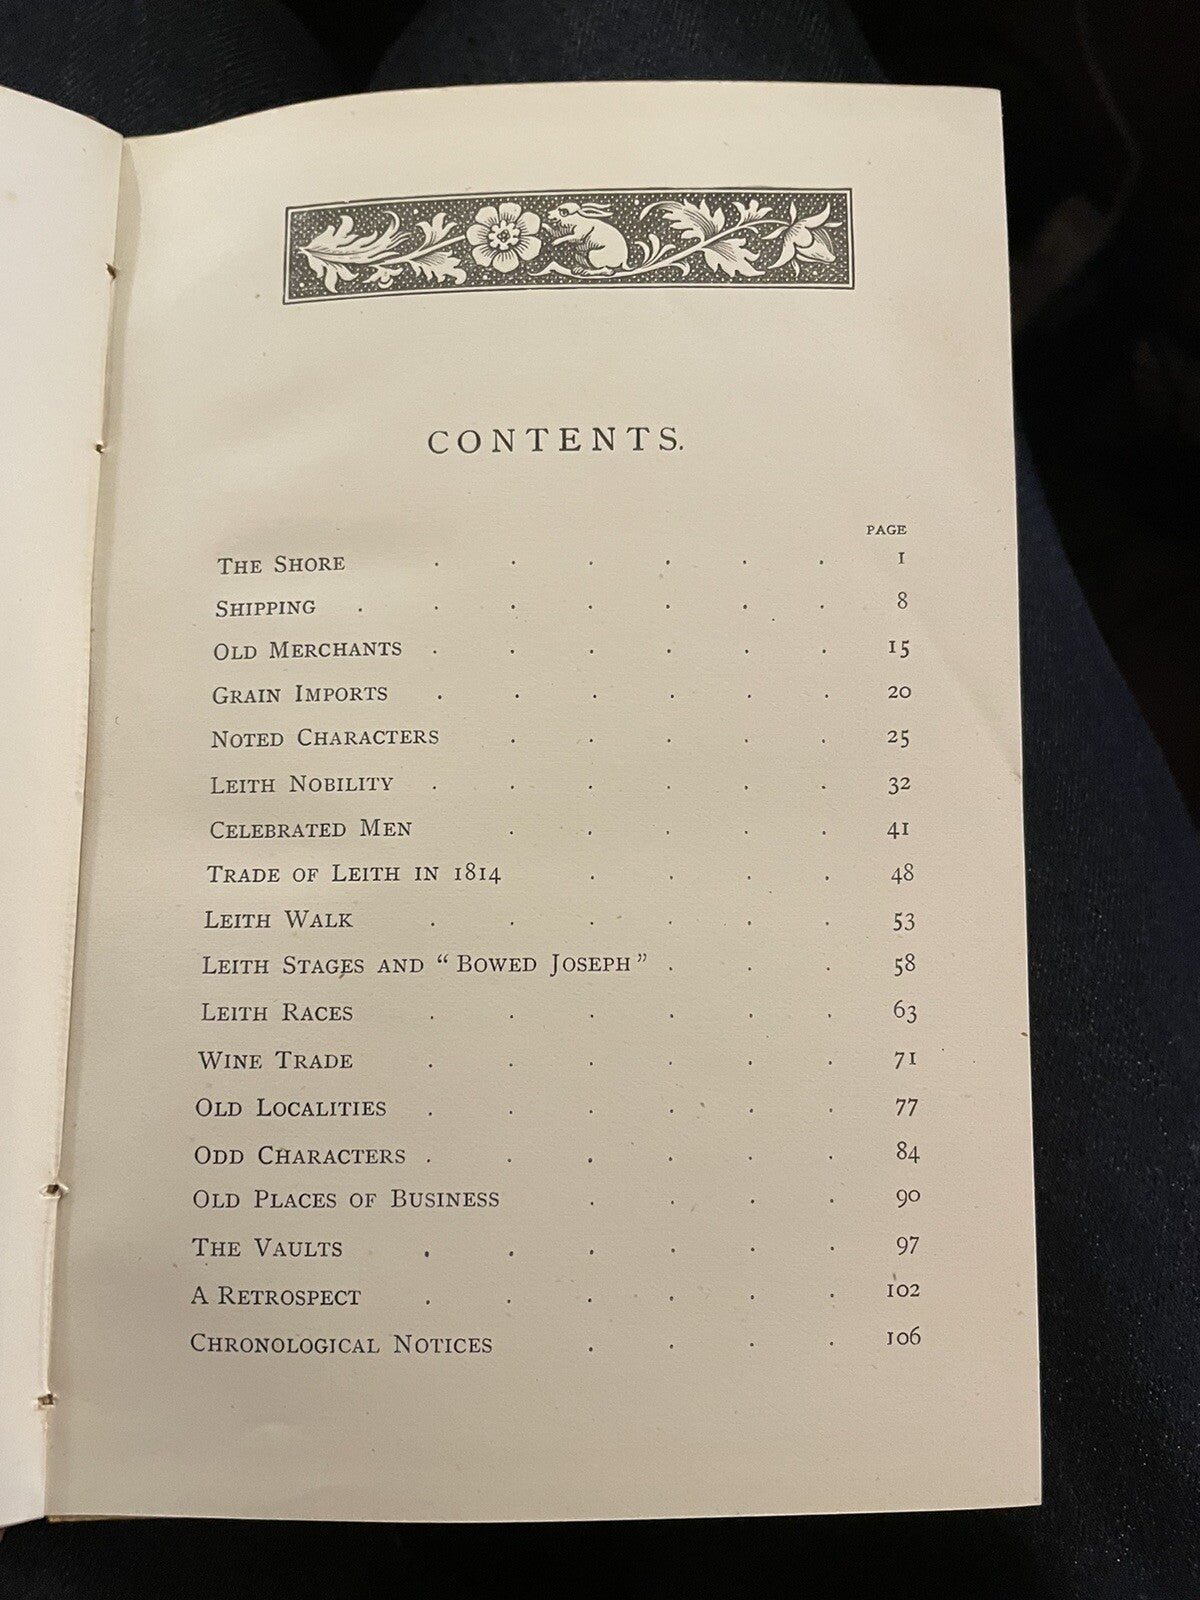 CONTENTS.
PAGE
THE SHORE . . . . . . 1
SHIPPING . . . . . . . 8
OLD MERCHANTS . . . . . . 15
GRAIN IMPORTS . . . . . . 20
NOTED CHARACTERS . . . . . 25
LEITH NOBILITY . . . . . . 32
CELEBRATED MEN . . . . . 41
TRADE OF LEITH IN 1814 . . . . 48
LEITH WALK . . . . . . 53
LEITH STAGES AND “BOWED JOSEPH” . . . 58
LEITH RACES . . . . . . 63
WINE TRADE . . . . . . 71
OLD LOCALITIES . . . . . . 77
ODD CHARACTERS . . . . . . 84
OLD PLACES OF BUSINESS . . . . 90
THE VAULTS . . . . . . 97
A RETROSPECT . . . . . . 102
CHRONOLOGICAL NOTICES . . . . 106